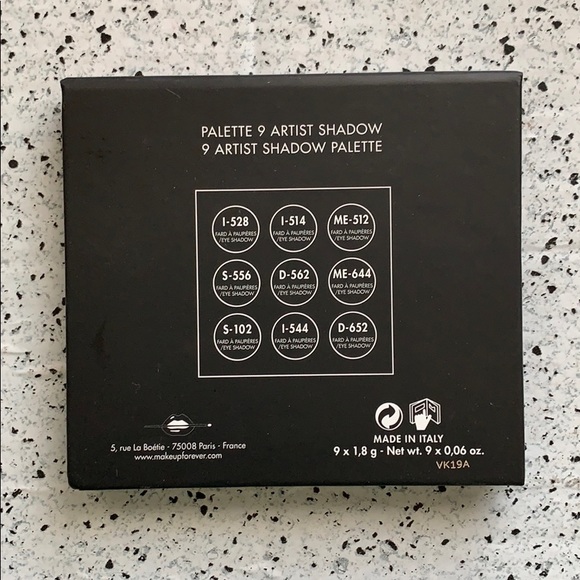 PALETTE 9 ARTIST SHADOW
9 ARTIST SHADOW PALETTE
I-528
FARD À PAUPIÈRES
/EYE SHADOW
I-514
FARD À PAUPIÈRES
/EYE SHADOW
ME-512
FARD À PAUPIÈRES
/EYE SHADOW
S-556
FARD À PAUPIÈRES
/EYE SHADOW
D-562
FARD À PAUPIÈRES
/EYE SHADOW
ME-644
FARD À PAUPIÈRES
/EYE SHADOW
S-102
FARD À PAUPIÈRES
/EYE SHADOW
I-544
FARD À PAUPIÈRES
/EYE SHADOW
D-652
FARD À PAUPIÈRES
/EYE SHADOW
5, rue La Boétie - 75008 Paris - France
www.makeupforever.com
MADE IN ITALY
9 x 1,8 g - Net wt. 9 x 0,06 oz.
VK19A